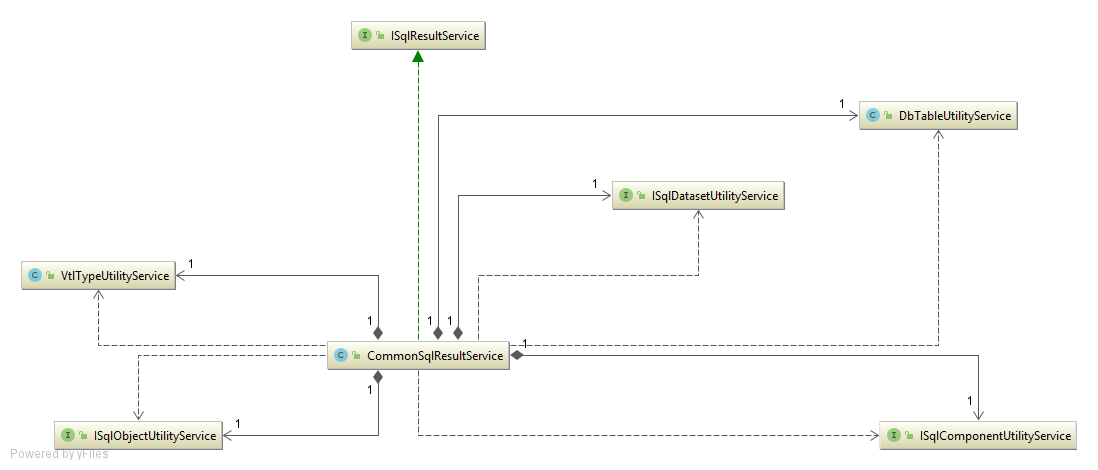 I ISqlResultService
1
C DbTableUtilityService
1
I ISqlDatasetUtilityService
1
C VtlTypeUtilityService
1 1 1
C CommonSqlResultService
1
1
1
1
I ISqlObjectUtilityService
I ISqlComponentUtilityService
Powered by yFiles